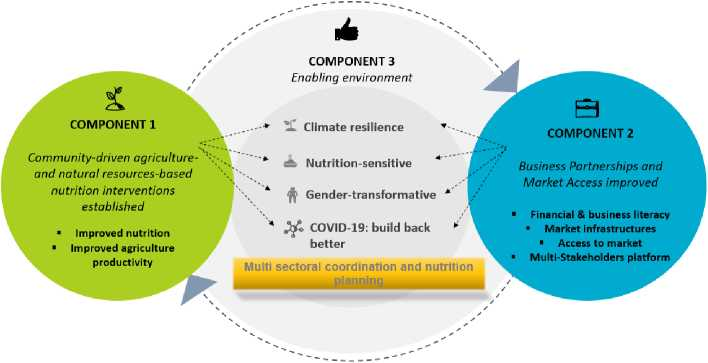 COMPONENT 3
Enabling environment
COMPONENT 1
Community-driven agriculture-
and natural resources-based
nutrition interventions
established
▪ Improved nutrition
▪ Improved agriculture
productivity
Climate resilience
Nutrition-sensitive
Gender-transformative
COVID-19: build back
better
Multi sectoral coordination and nutrition
planning
COMPONENT 2
Business Partnerships and
Market Access improved
▪ Financial & business literacy
▪ Market infrastructures
▪ Access to market
▪ Multi-Stakeholders platform